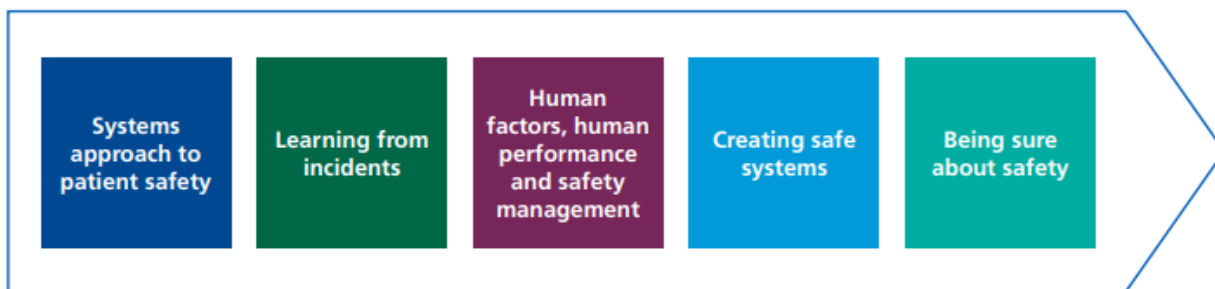 Systems
approach to
patient safety
Learning from
incidents
Human
factors, human
performance
and safety
management
Creating safe
systems
Being sure
about safety